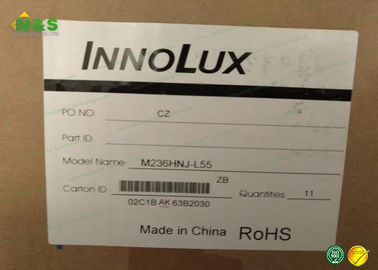 N&S
INNOLUX
PO.NO. CZ
Part ID
Model Name M236HNJ-L55
ZB
Carton ID Quantities 11
02C1B AK 63B2030
Made in China RoHS